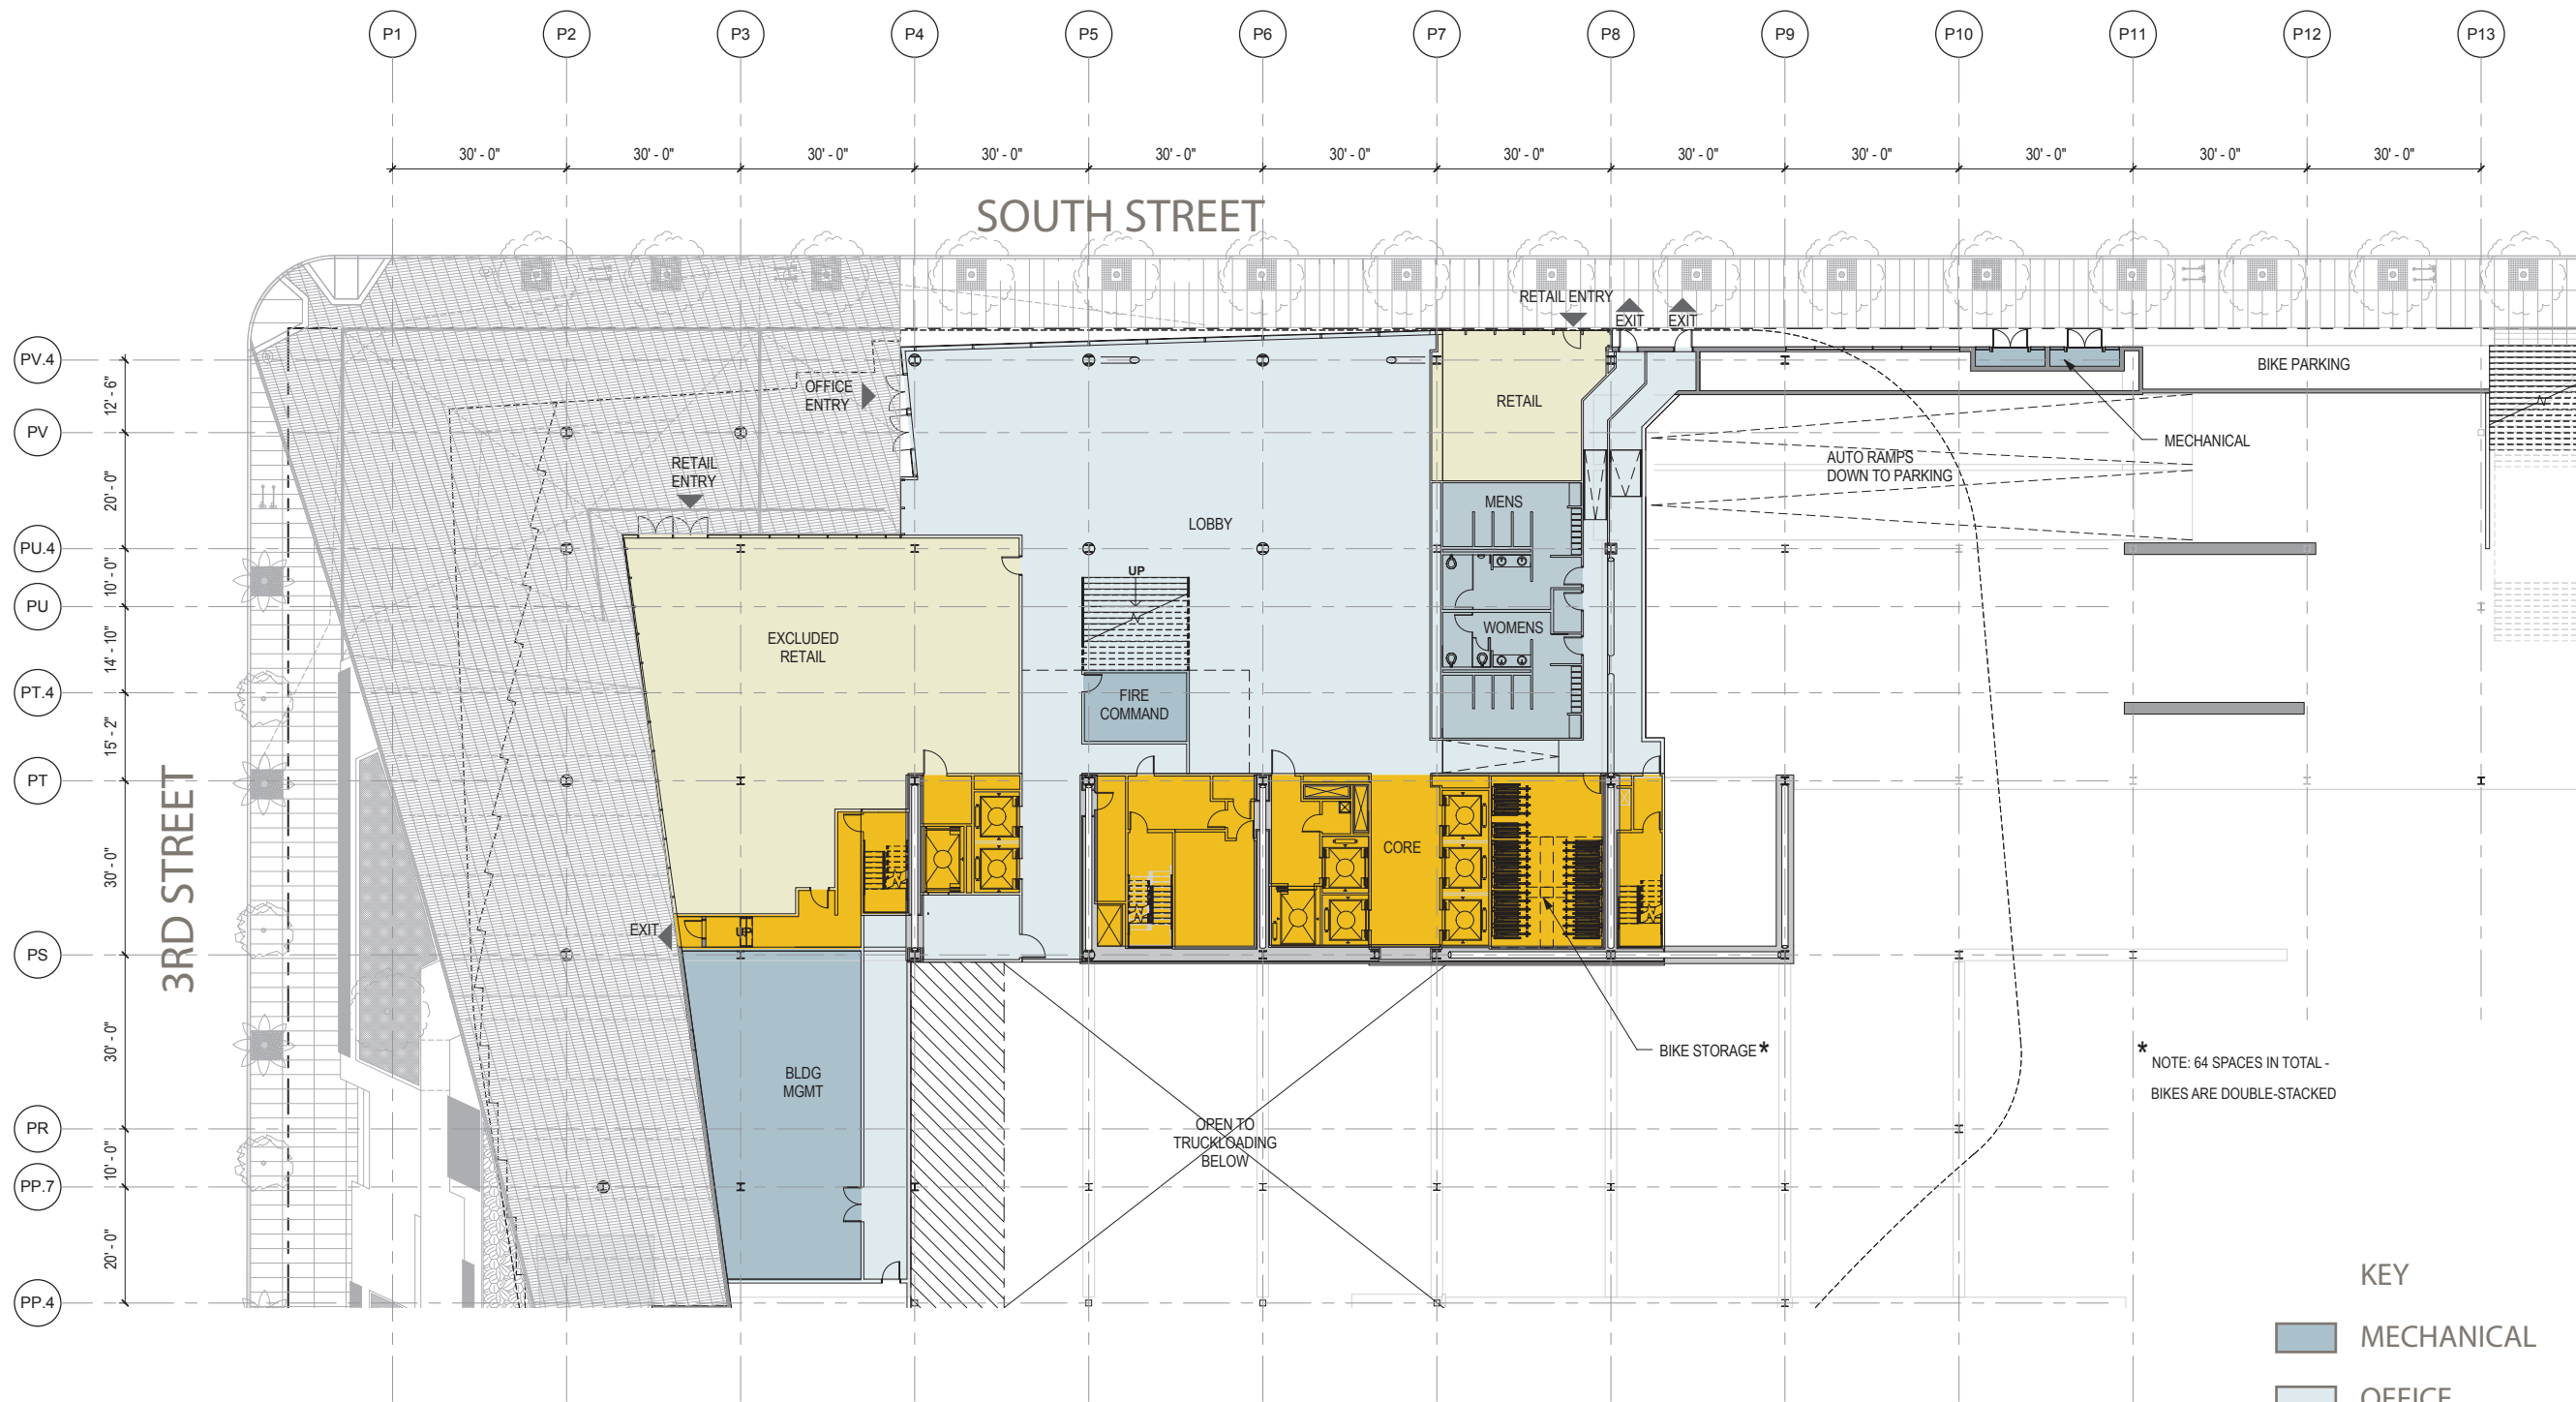 P1 P2 P3 P4 P5 P6 P7 P8 P9 P10 P11 P12 P13
30' - 0" 30' - 0" 30' - 0" 30' - 0" 30' - 0" 30' - 0" 30' - 0" 30' - 0" 30' - 0" 30' - 0" 30' - 0" 30' - 0"
SOUTH STREET
RETAIL ENTRY
EXIT
EXIT
PV.4
12' - 6"
PV
20' - 0"
PU.4
10' - 0"
PU
14' - 10"
PT.4
15' - 2"
PT
30' - 0"
PS
30' - 0"
PR
10' - 0"
PP.7
20' - 0"
PP.4
3RD STREET
OFFICE
ENTRY
RETAIL
ENTRY
RETAIL
BIKE PARKING
MECHANICAL
AUTO RAMPS
DOWN TO PARKING
MENS
LOBBY
UP
WOMENS
EXCLUDED
RETAIL
FIRE
COMMAND
CORE
EXIT
UP
BIKE STORAGE*
* NOTE: 64 SPACES IN TOTAL -
BIKES ARE DOUBLE-STACKED
BLDG
MGMT
OPEN TO
TRUCKLOADING
BELOW
KEY
MECHANICAL
OFFICE